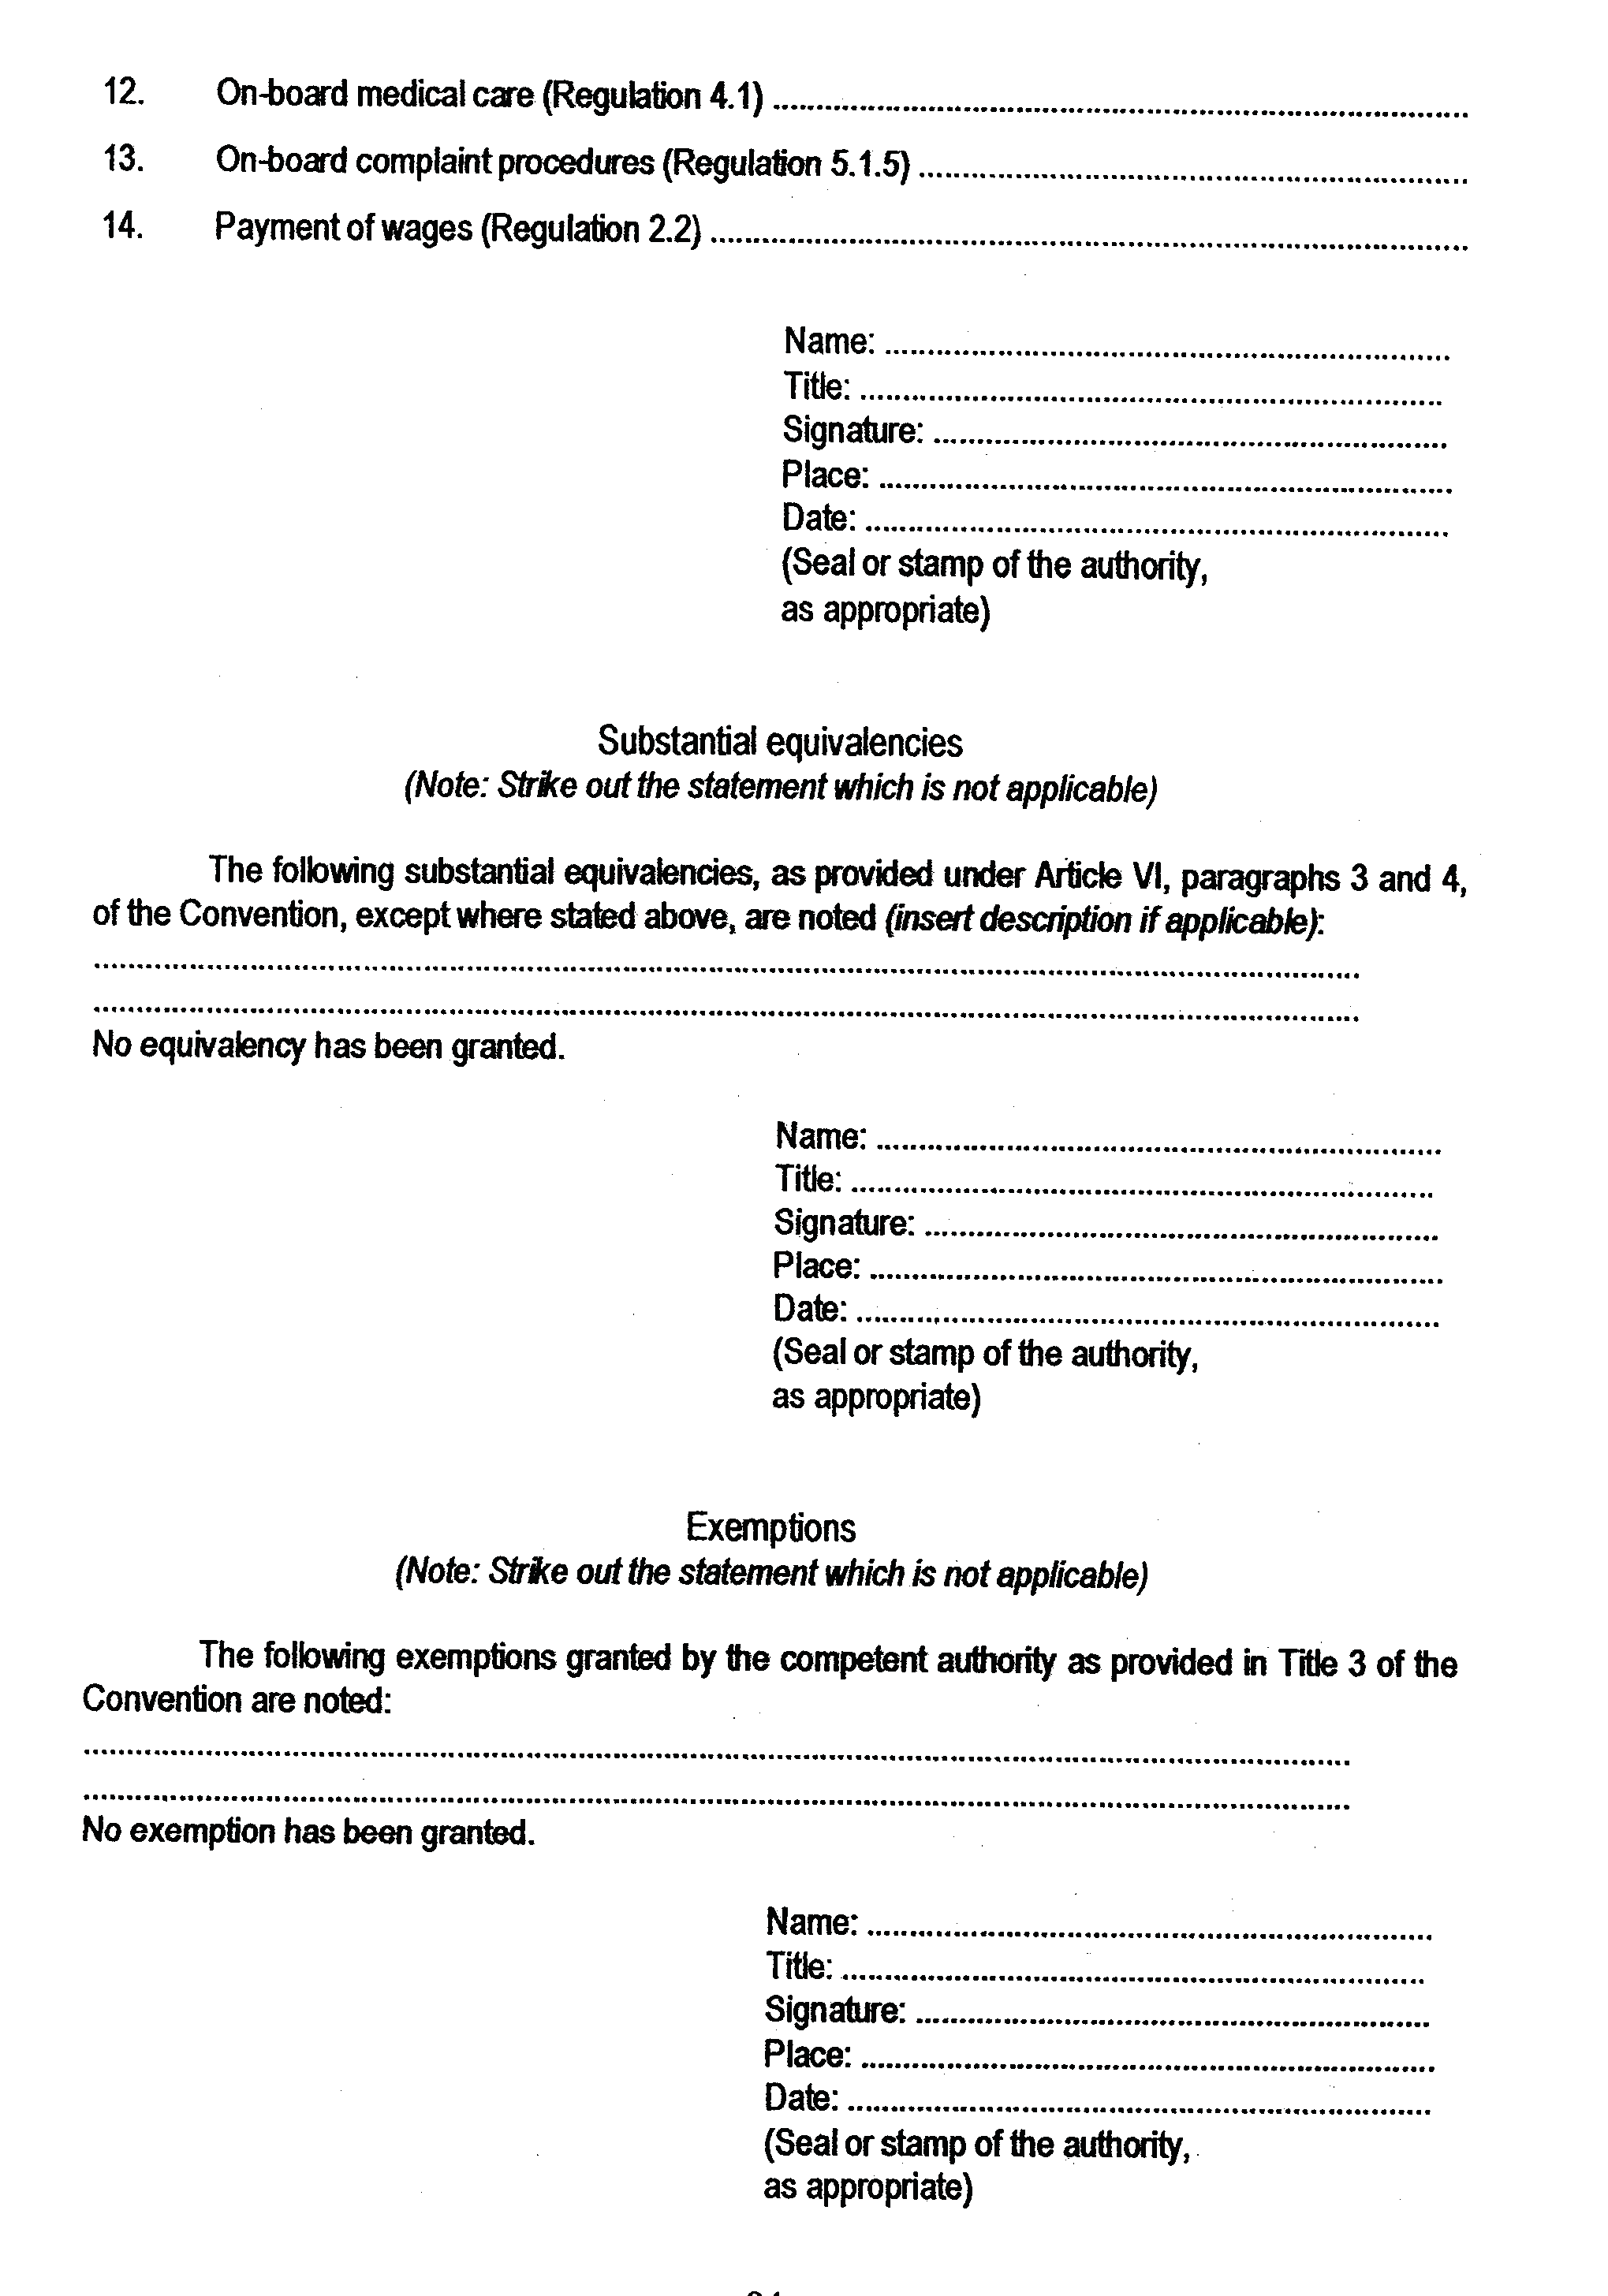 12. On-board medical care (Regulation 4.1) ..............................
13. On-board complaint procedures (Regulation 5.1.5) ..............................
14. Payment of wages (Regulation 2.2) ..............................
Name: ..............................
Title: ..............................
Signature: ..............................
Place: ..............................
Date: ..............................
(Seal or stamp of the authority,
as appropriate)
Substantial equivalencies
(Note: Strike out the statement which is not applicable)
The following substantial equivalencies, as provided under Article VI, paragraphs 3 and 4,
of the Convention, except where stated above, are noted (insert description if applicable):
..............................
..............................
No equivalency has been granted.
Name: ..............................
Title: ..............................
Signature: ..............................
Place: ..............................
Date: ..............................
(Seal or stamp of the authority,
as appropriate)
Exemptions
(Note: Strike out the statement which is not applicable)
The following exemptions granted by the competent authority as provided in Title 3 of the
Convention are noted:
..............................
..............................
No exemption has been granted.
Name: ..............................
Title: ..............................
Signature: ..............................
Place: ..............................
Date: ..............................
(Seal or stamp of the authority,
as appropriate)